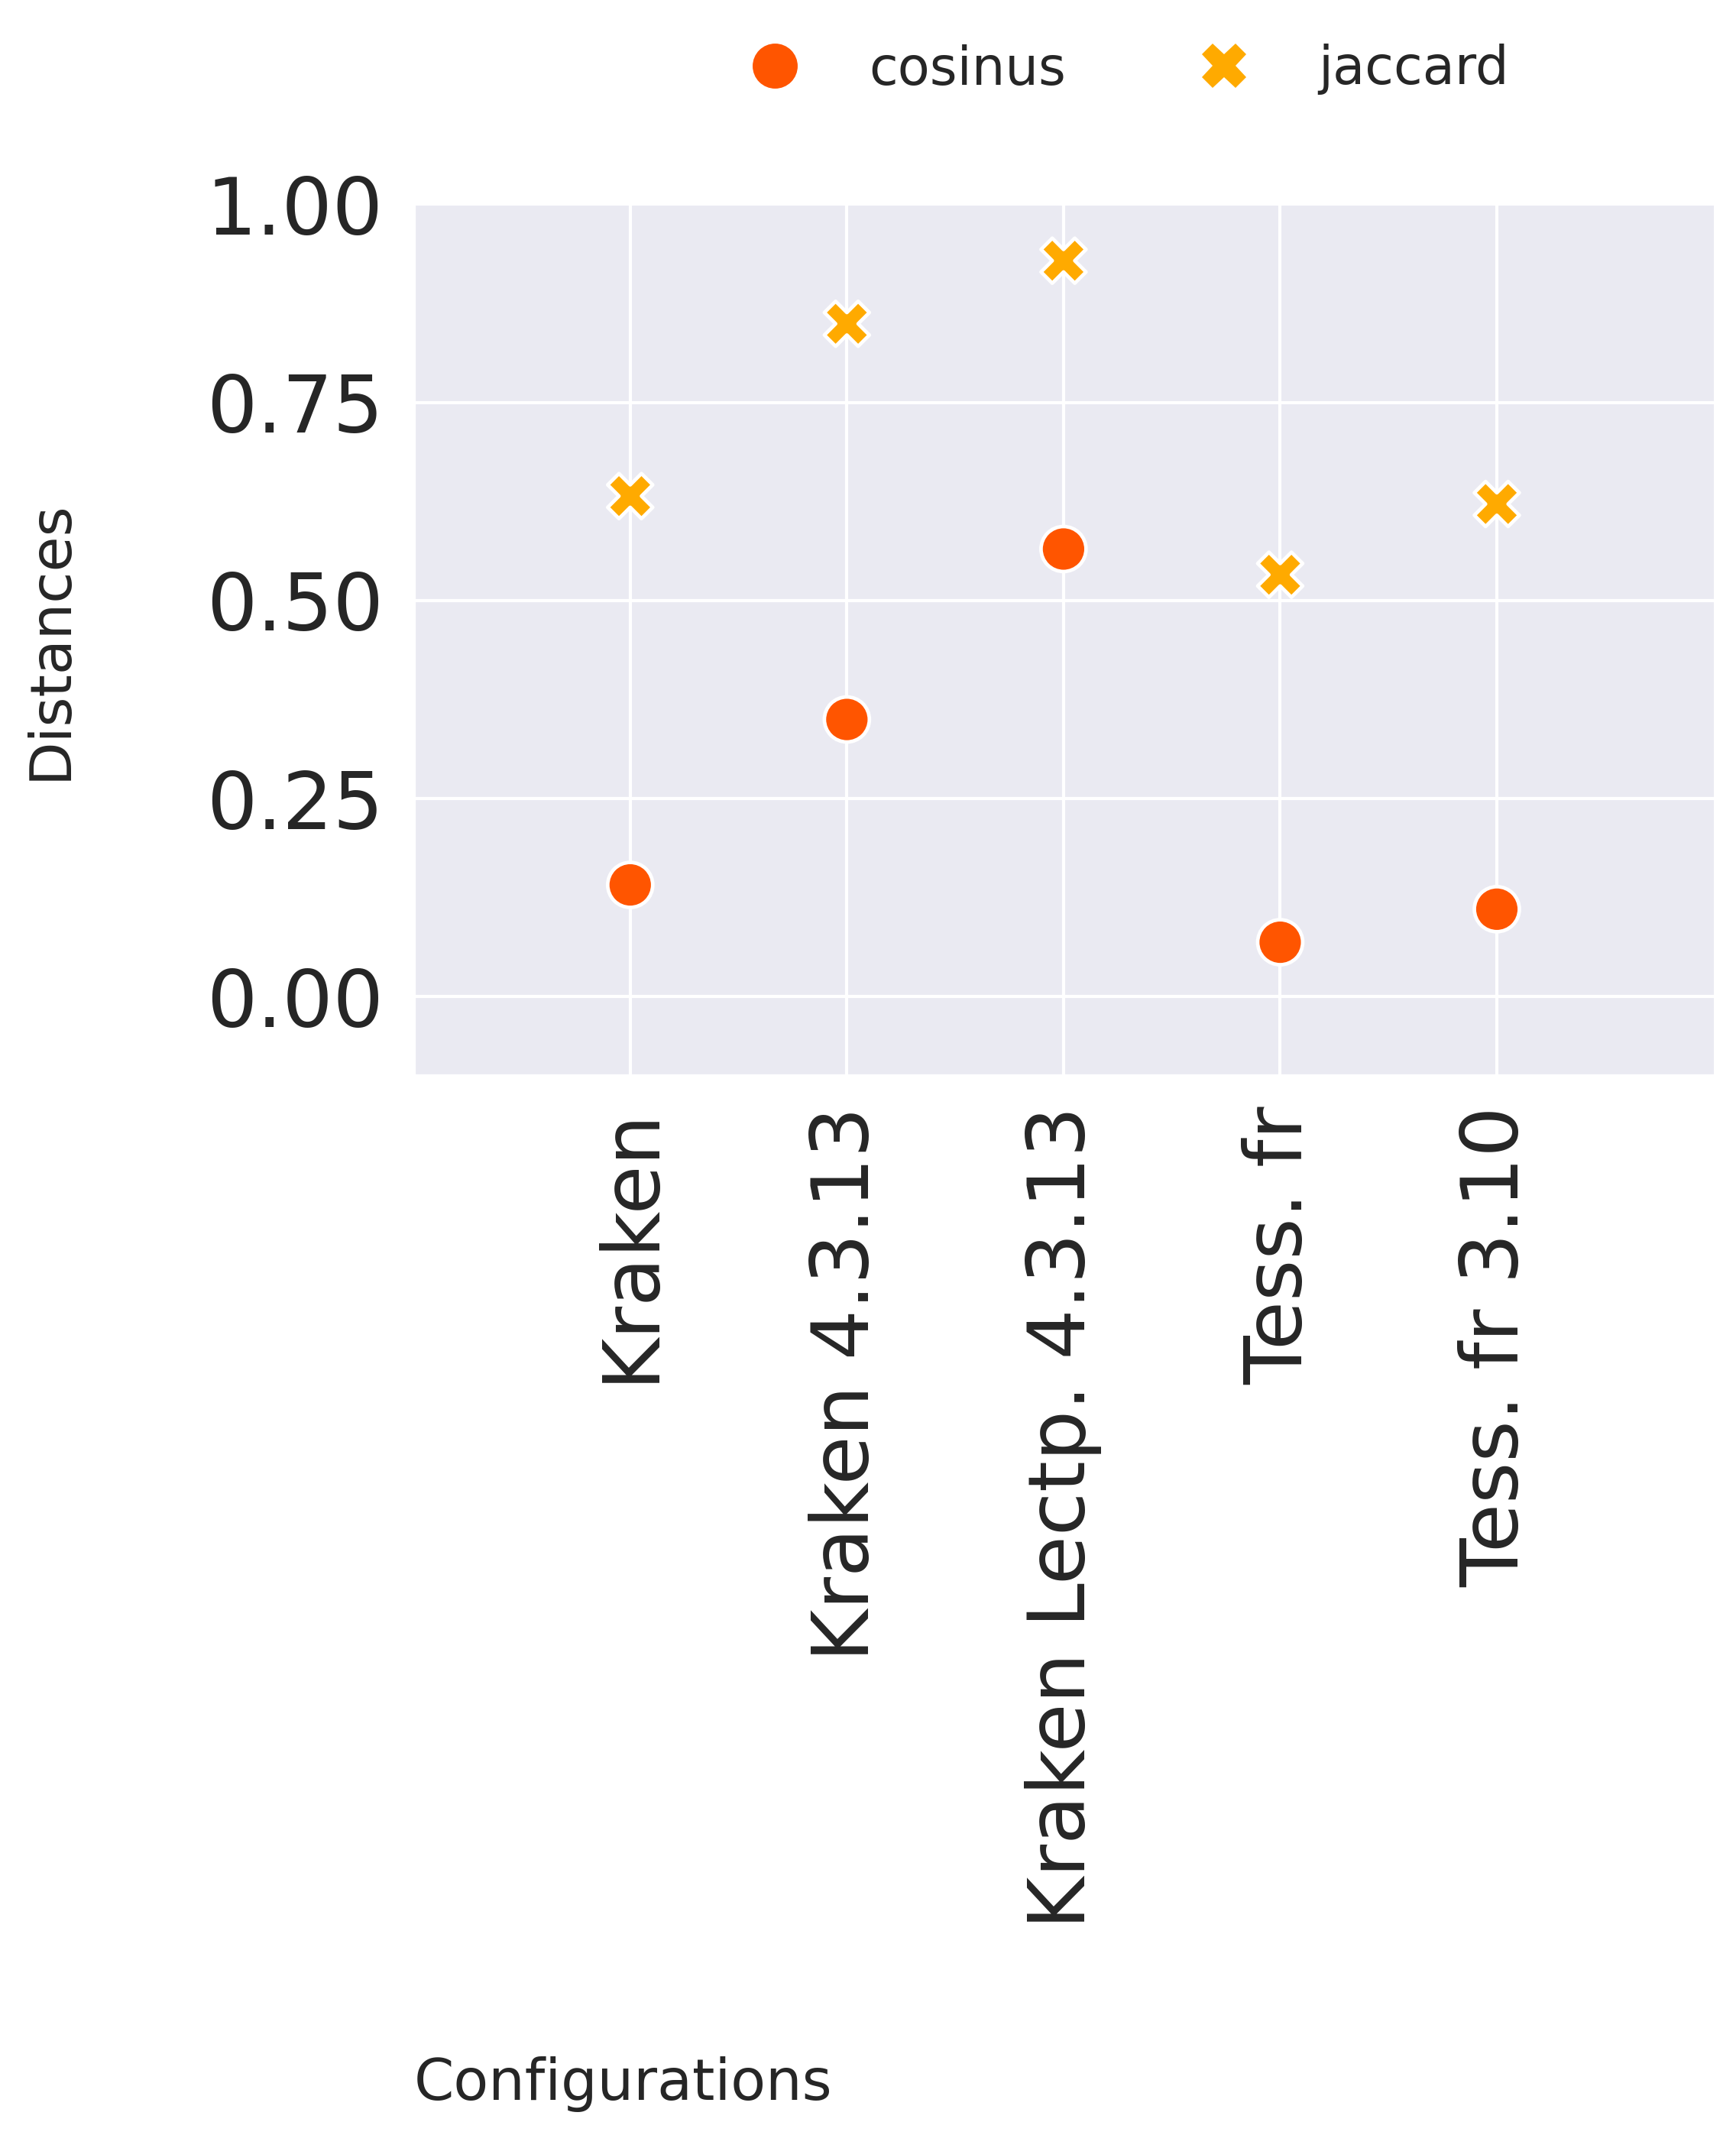 cosinus jaccard
1.00
0.75
0.50
0.25
0.00
Distances
Kraken
Kraken 4.3.13
Kraken Lectp. 4.3.13
Tess. fr
Tess. fr 3.10
Configurations